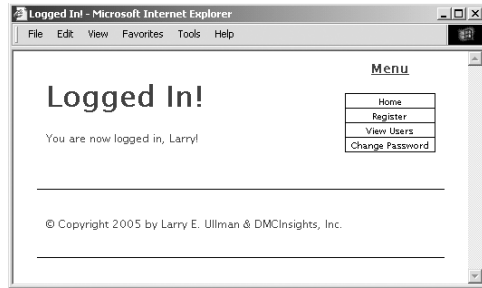 Logged In! - Microsoft Internet Explorer
File Edit View Favorites Tools Help
Menu
Logged In!
Home
Register
View Users
Change Password
You are now logged in, Larry!
© Copyright 2005 by Larry E. Ullman & DMCInsights, Inc.